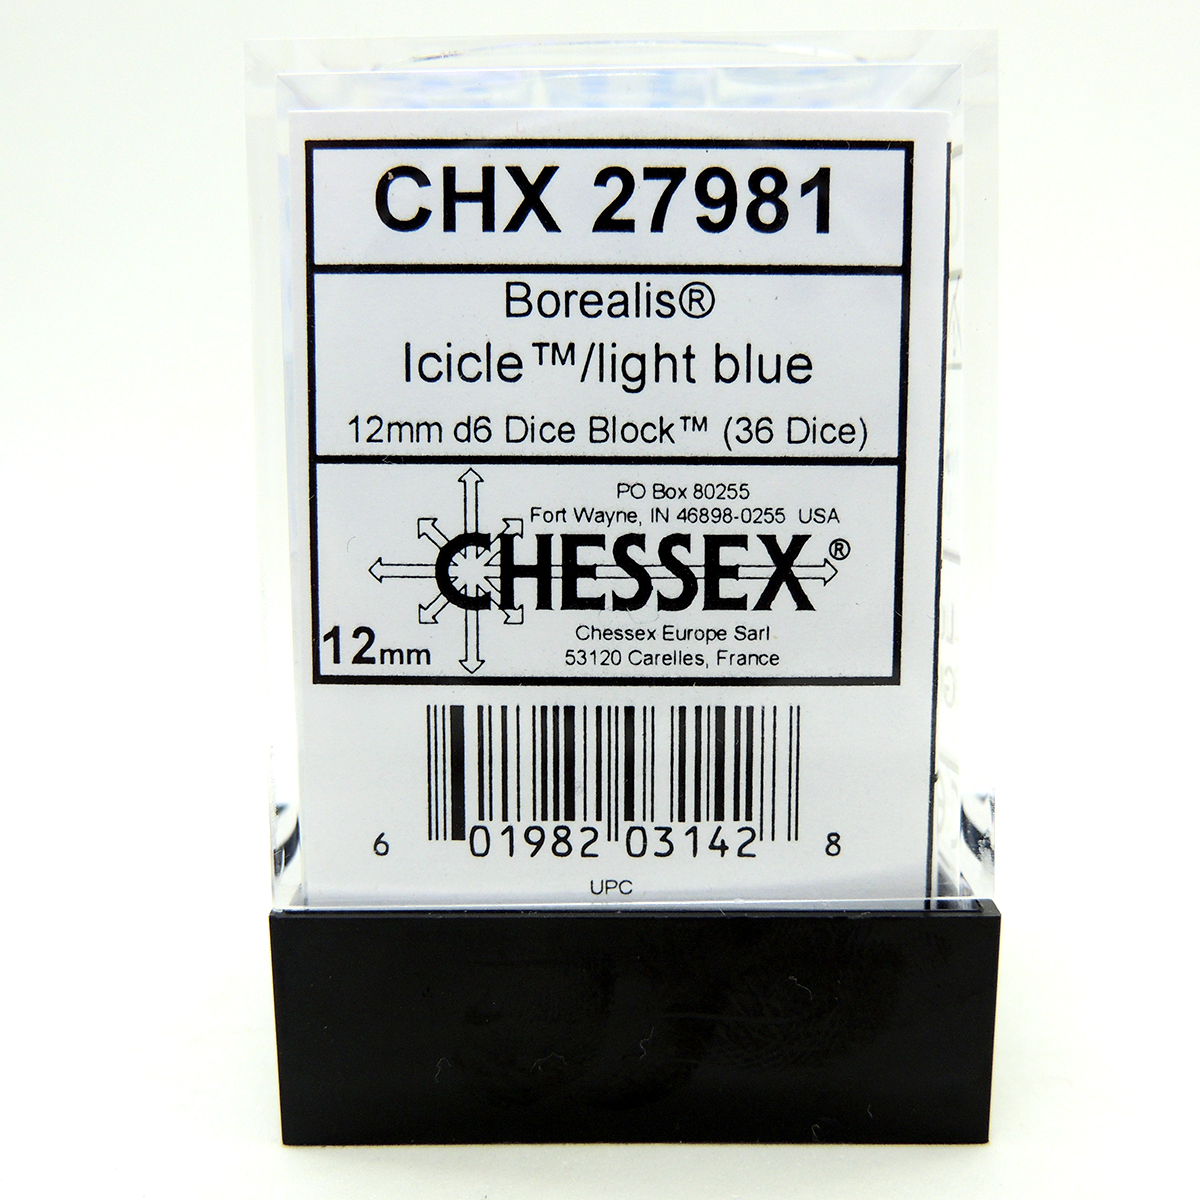 CHX 27981
Borealis®
Icicle™/light blue
12mm d6 Dice Block™ (36 Dice)
PO Box 80255
Fort Wayne, IN 46898-0255 USA
CHESSEX®
Chessex Europe Sarl
53120 Carelles, France
12mm
6 01982 03142 8
UPC